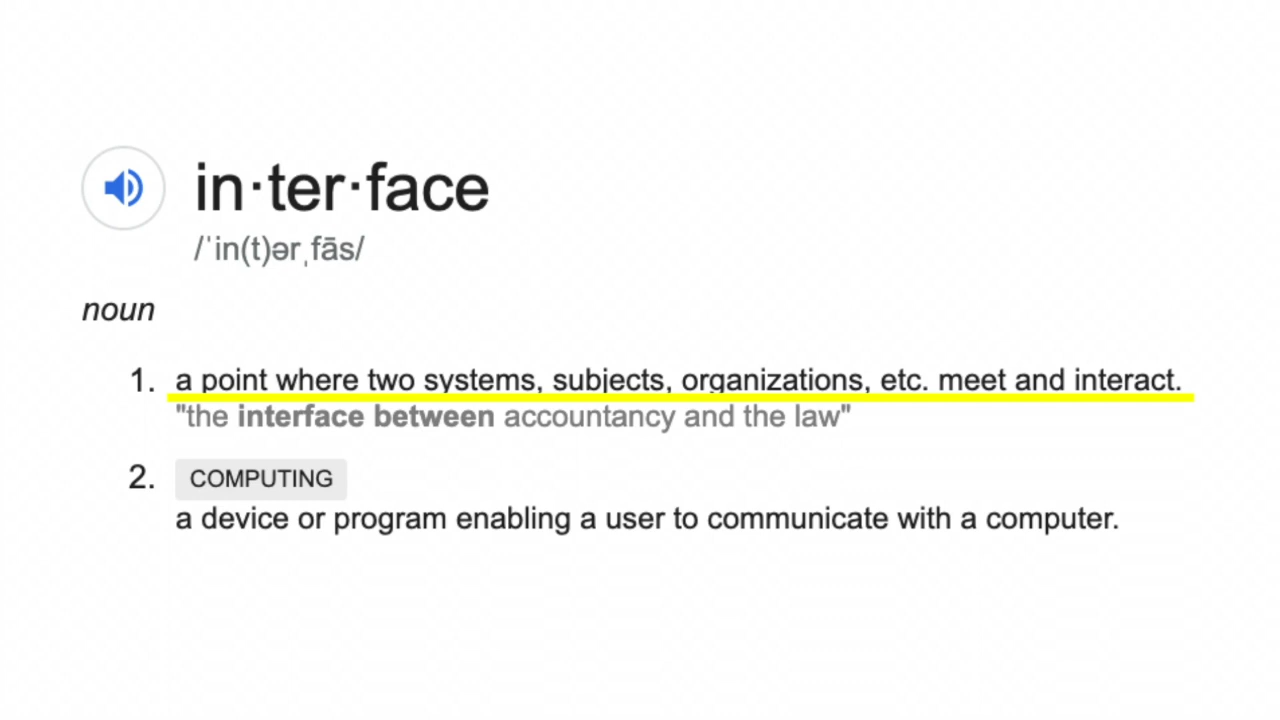 in·ter·face
/ˈin(t)ərˌfās/
noun
1. a point where two systems, subjects, organizations, etc. meet and interact.
"the interface between accountancy and the law"
2. COMPUTING
a device or program enabling a user to communicate with a computer.